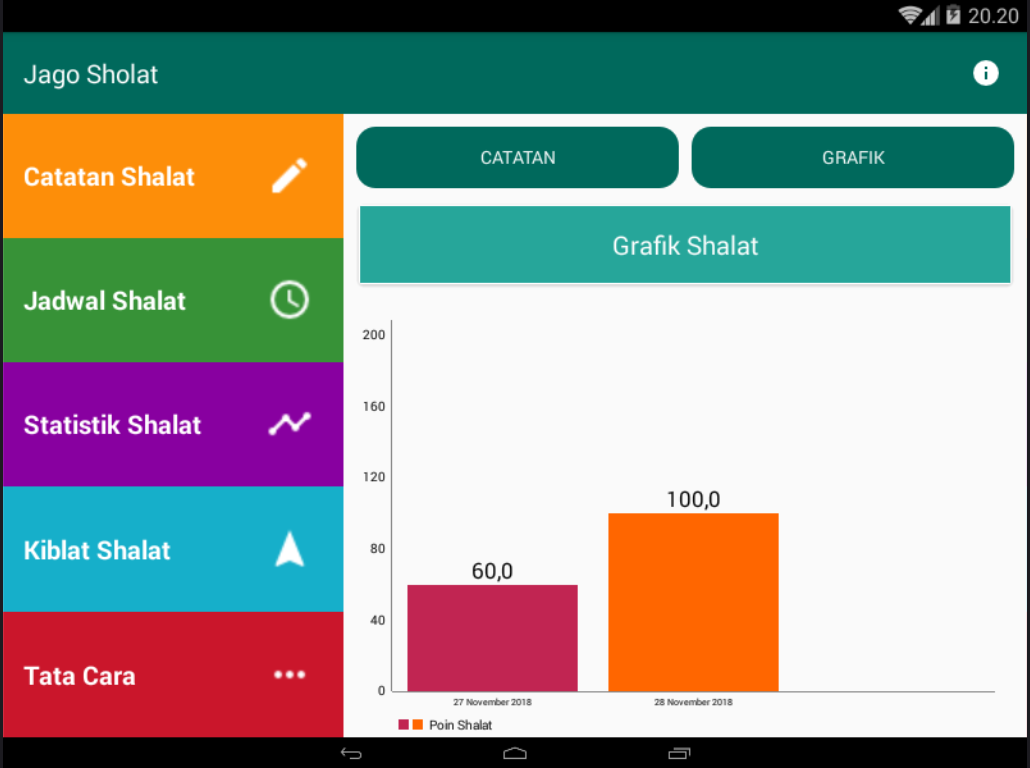 20.20
Jago Sholat
Catatan Shalat
Jadwal Shalat
Statistik Shalat
Kiblat Shalat
Tata Cara
CATATAN
GRAFIK
Grafik Shalat
200
160
120
80
40
0
60,0
100,0
27 November 2018
28 November 2018
Poin Shalat